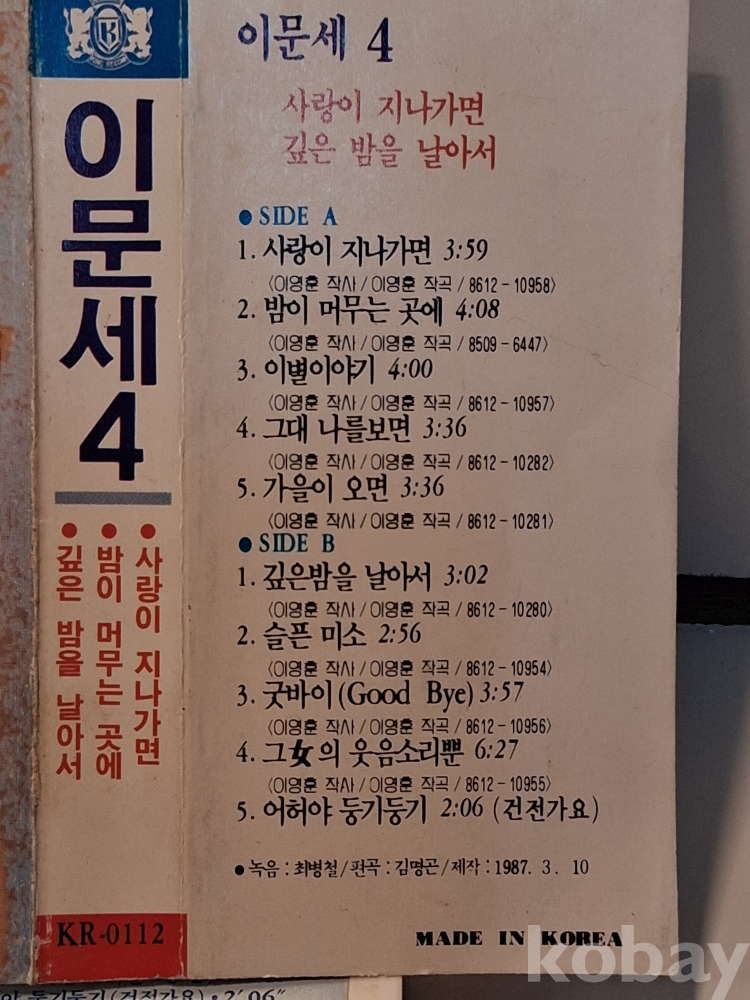 이문세 4
● 사랑이 지나가면
● 밤이 머무는 곳에
● 깊은 밤을 날아서
KR-0112
이문세 4
사랑이 지나가면
깊은 밤을 날아서
● SIDE A
1. 사랑이 지나가면 3:59
〈이영훈 작사/이영훈 작곡/8612-10958〉
2. 밤이 머무는 곳에 4:08
〈이영훈 작사/이영훈 작곡/8509-6447〉
3. 이별이야기 4:00
〈이영훈 작사/이영훈 작곡/8612-10957〉
4. 그대 나를보면 3:36
〈이영훈 작사/이영훈 작곡/8612-10282〉
5. 가을이 오면 3:36
〈이영훈 작사/이영훈 작곡/8612-10281〉
● SIDE B
1. 깊은밤을 날아서 3:02
〈이영훈 작사/이영훈 작곡/8612-10280〉
2. 슬픈 미소 2:56
〈이영훈 작사/이영훈 작곡/8612-10954〉
3. 굿바이(Good Bye) 3:57
〈이영훈 작사/이영훈 작곡/8612-10956〉
4. 그女의 웃음소리뿐 6:27
〈이영훈 작사/이영훈 작곡/8612-10955〉
5. 어허야 둥기둥기 2:06 (건전가요)
● 녹음:최병철/편곡:김명곤/제작:1987. 3. 10
MADE IN KOREA
kobay
둥기둥기(건전가요)•2′06″